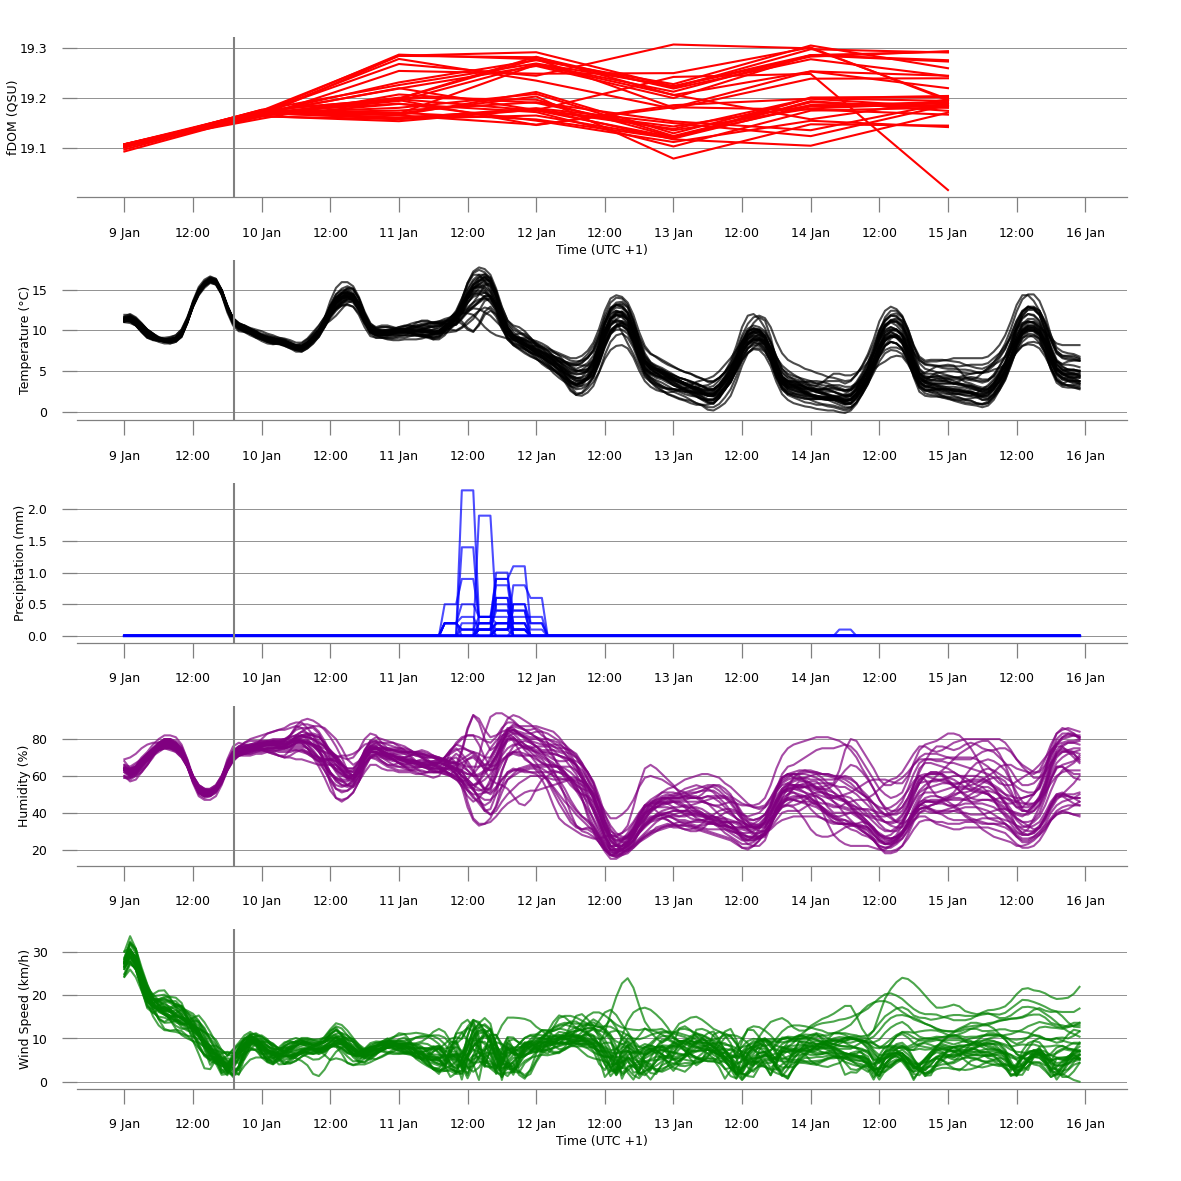 fDOM (QSU)
19.3
19.2
19.1
9 Jan 12:00 10 Jan 12:00 11 Jan 12:00 12 Jan 12:00 13 Jan 12:00 14 Jan 12:00 15 Jan 12:00 16 Jan
Time (UTC +1)
Temperature (°C)
15
10
5
0
9 Jan 12:00 10 Jan 12:00 11 Jan 12:00 12 Jan 12:00 13 Jan 12:00 14 Jan 12:00 15 Jan 12:00 16 Jan
Precipitation (mm)
2.0
1.5
1.0
0.5
0.0
9 Jan 12:00 10 Jan 12:00 11 Jan 12:00 12 Jan 12:00 13 Jan 12:00 14 Jan 12:00 15 Jan 12:00 16 Jan
Humidity (%)
80
60
40
20
9 Jan 12:00 10 Jan 12:00 11 Jan 12:00 12 Jan 12:00 13 Jan 12:00 14 Jan 12:00 15 Jan 12:00 16 Jan
Wind Speed (km/h)
30
20
10
0
9 Jan 12:00 10 Jan 12:00 11 Jan 12:00 12 Jan 12:00 13 Jan 12:00 14 Jan 12:00 15 Jan 12:00 16 Jan
Time (UTC +1)